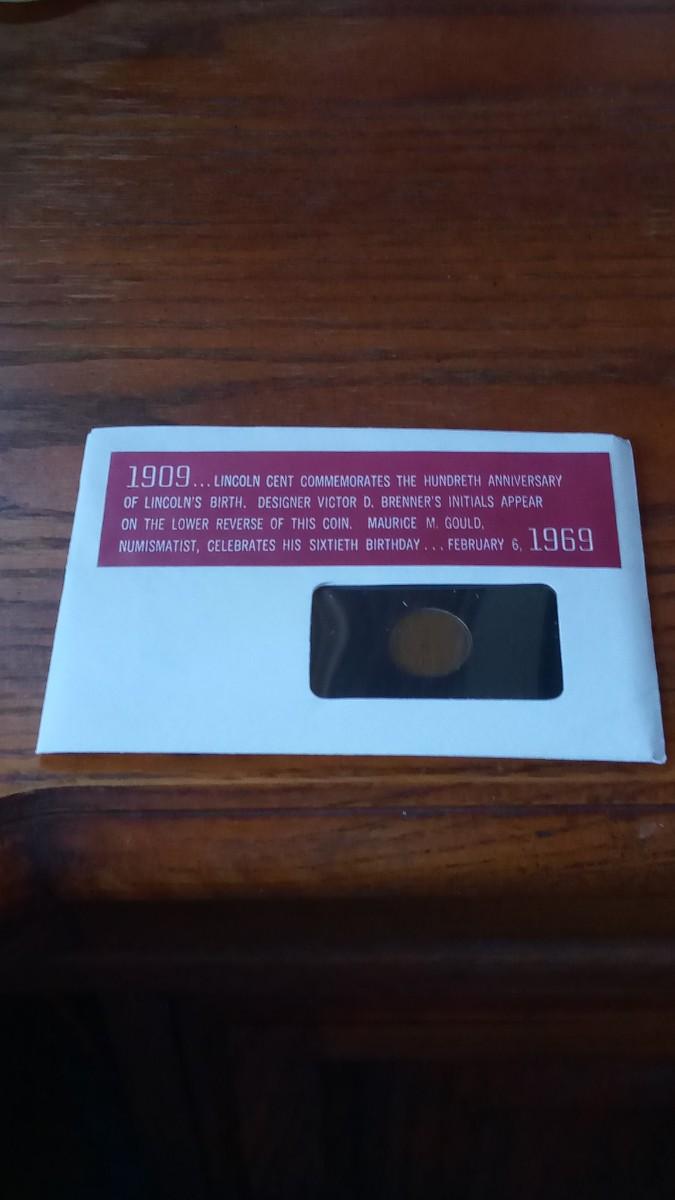 1909...LINCOLN CENT COMMEMORATES THE HUNDRETH ANNIVERSARY
OF LINCOLN'S BIRTH. DESIGNER VICTOR D. BRENNER'S INITIALS APPEAR
ON THE LOWER REVERSE OF THIS COIN. MAURICE M. GOULD,
NUMISMATIST, CELEBRATES HIS SIXTIETH BIRTHDAY...FEBRUARY 6, 1969